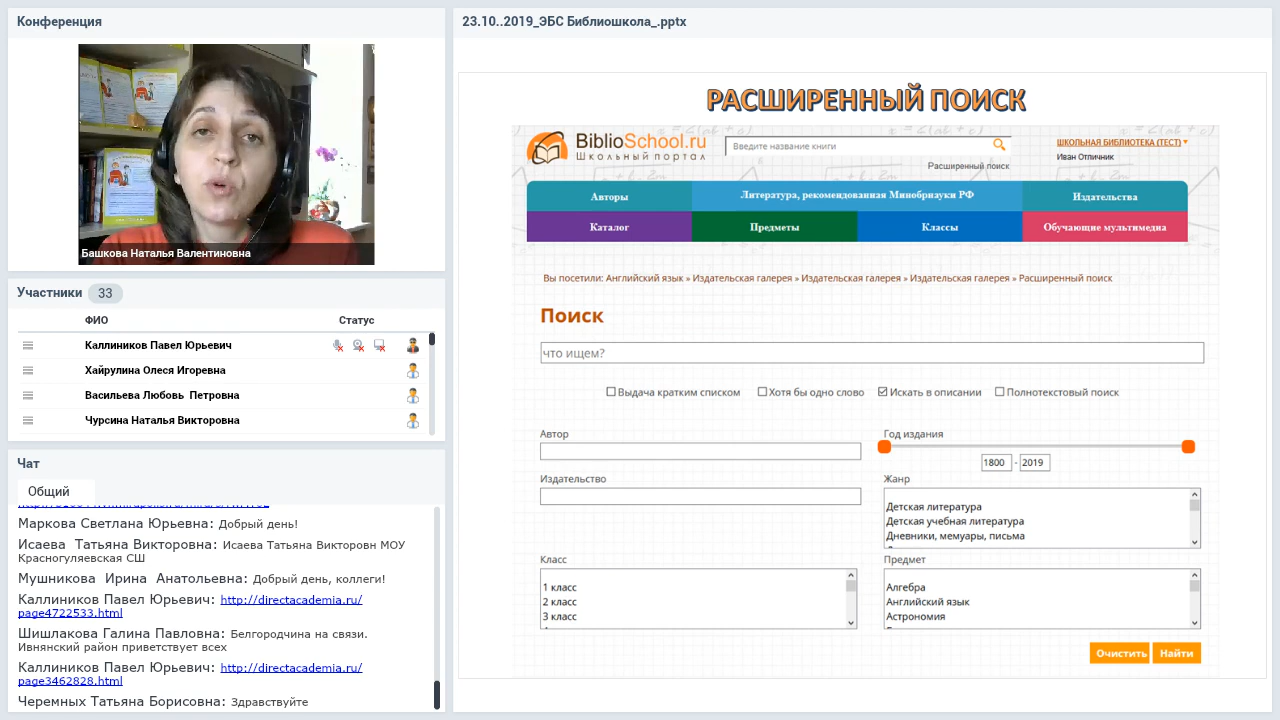 Конференция
Башкова Наталья Валентиновна
Участники 33
ФИО Статус
Каллиников Павел Юрьевич
Хайрулина Олеся Игоревна
Васильева Любовь Петровна
Чурсина Наталья Викторовна
Чат
Общий
Маркова Светлана Юрьевна: Добрый день!
Исаева Татьяна Викторовна: Исаева Татьяна Викторовн МОУ
Красногуляевская СШ
Мушникова Ирина Анатольевна: Добрый день, коллеги!
Каллиников Павел Юрьевич: http://directacademia.ru/
page4722533.html
Шишлакова Галина Павловна: Белгородчина на связи.
Ивнянский район приветствует всех
Каллиников Павел Юрьевич: http://directacademia.ru/
page3462828.html
Черемных Татьяна Борисовна: Здравствуйте
23.10..2019_ЭБС Библиошкола_.pptx
РАСШИРЕННЫЙ ПОИСК
BiblioSchool.ru
Школьный портал
Введите название книги
Расширенный поиск
ШКОЛЬНАЯ БИБЛИОТЕКА (ТЕСТ)
Иван Отличник
Авторы Литература, рекомендованная Минобрнауки РФ Издательства
Каталог Предметы Классы Обучающие мультимедиа
Вы посетили: Английский язык » Издательская галерея » Издательская галерея » Издательская галерея » Расширенный поиск
Поиск
что ищем?
Выдача кратким списком Хотя бы одно слово Искать в описании Полнотекстовый поиск
Автор Год издания
1800 - 2019
Издательство Жанр
Детская литература
Детская учебная литература
Дневники, мемуары, письма
Класс Предмет
1 класс Алгебра
2 класс Английский язык
3 класс Астрономия
Очистить Найти